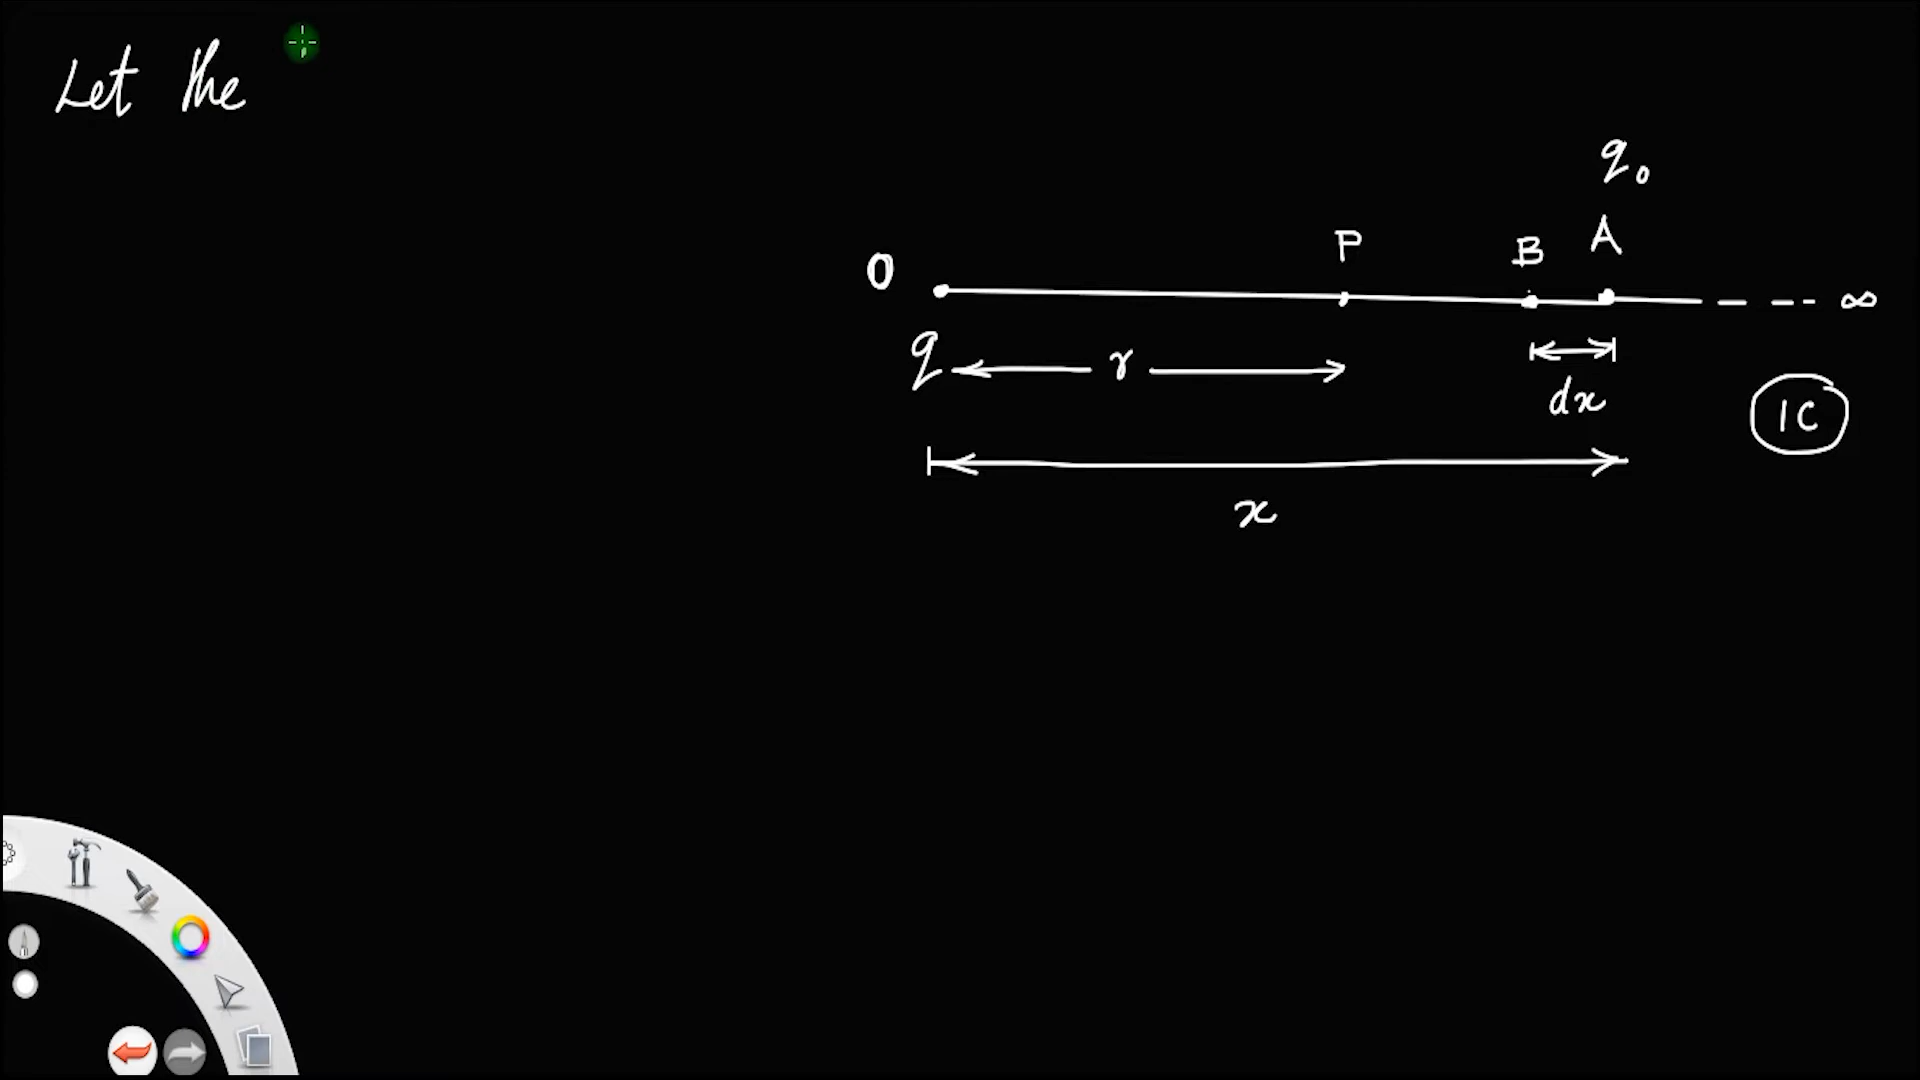 Let the
q₀
O P B A ∞
q r
dx
1C
x